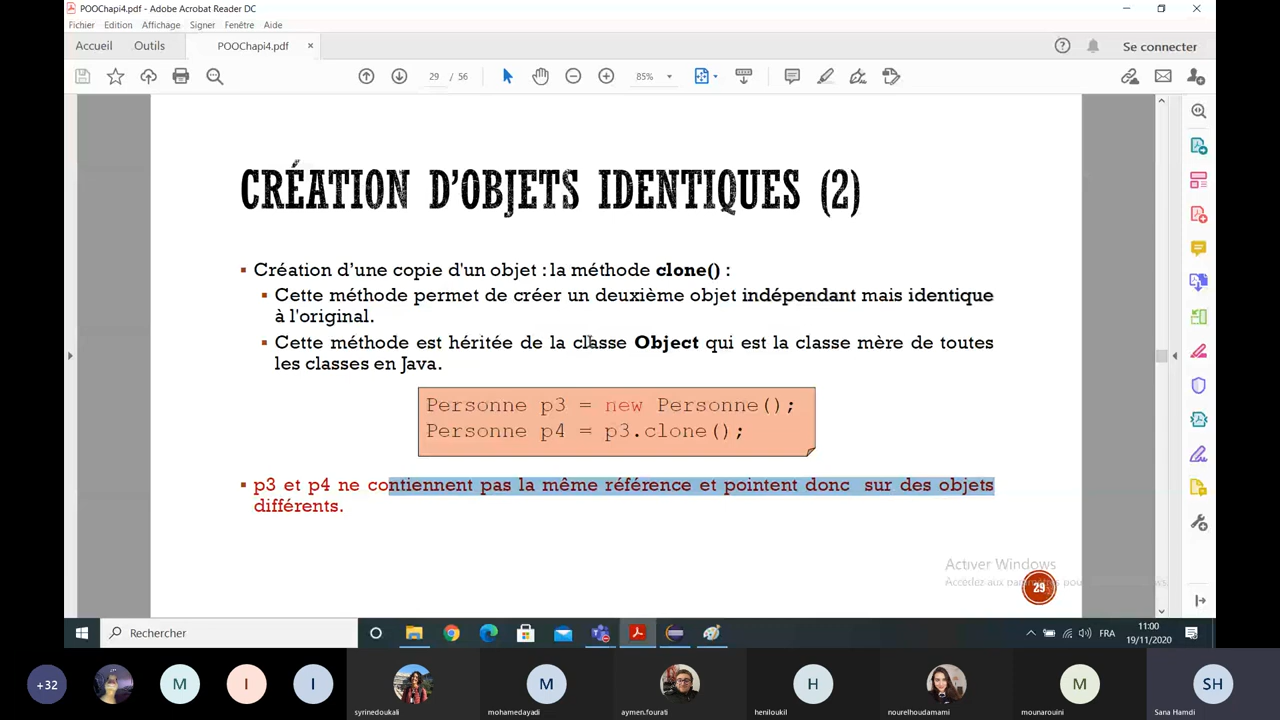 POOChapi4.pdf - Adobe Acrobat Reader DC
Fichier Edition Affichage Signer Fenêtre Aide
Accueil Outils POOChapi4.pdf × Se connecter
29 / 56 85%
CRÉATION D'OBJETS IDENTIQUES (2)
▪ Création d'une copie d'un objet : la méthode clone() :
▪ Cette méthode permet de créer un deuxième objet indépendant mais identique
à l'original.
▪ Cette méthode est héritée de la classe Object qui est la classe mère de toutes
les classes en Java.
Personne p3 = new Personne();
Personne p4 = p3.clone();
▪ p3 et p4 ne contiennent pas la même référence et pointent donc sur des objets
différents.
Activer Windows
Accédez aux paramètres pou
29
Rechercher
FRA
11:00
19/11/2020
+32 M I I M H M SH
syrinedoukali mohamedayadi aymen.fourati heniloukil nourelhoudamami mounarouini Sana Hamdi